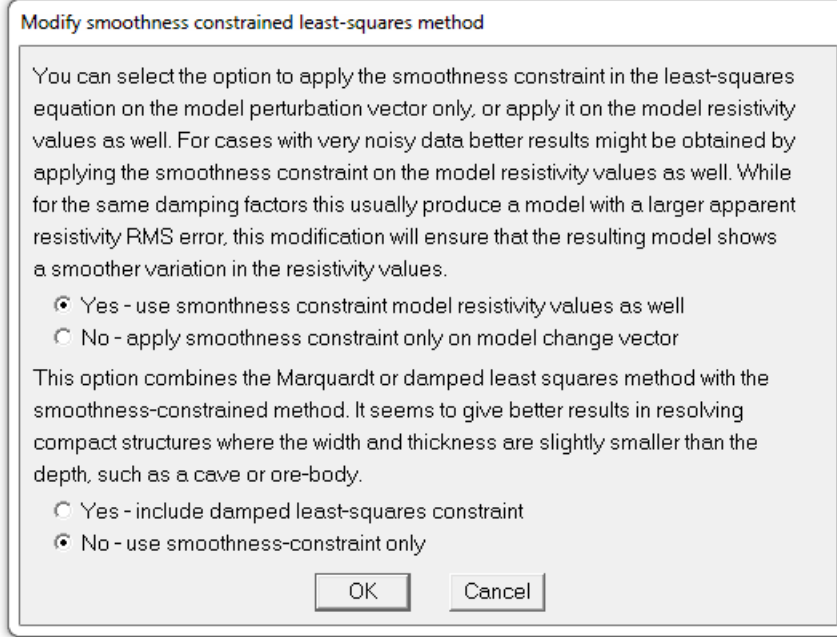 Modify smoothness constrained least-squares method
You can select the option to apply the smoothness constraint in the least-squares
equation on the model perturbation vector only, or apply it on the model resistivity
values as well. For cases with very noisy data better results might be obtained by
applying the smoothness constraint on the model resistivity values as well. While
for the same damping factors this usually produce a model with a larger apparent
resistivity RMS error, this modification will ensure that the resulting model shows
a smoother variation in the resistivity values.
Yes - use smonthness constraint model resistivity values as well
No - apply smoothness constraint only on model change vector
This option combines the Marquardt or damped least squares method with the
smoothness-constrained method. It seems to give better results in resolving
compact structures where the width and thickness are slightly smaller than the
depth, such as a cave or ore-body.
Yes - include damped least-squares constraint
No - use smoothness-constraint only
OK Cancel